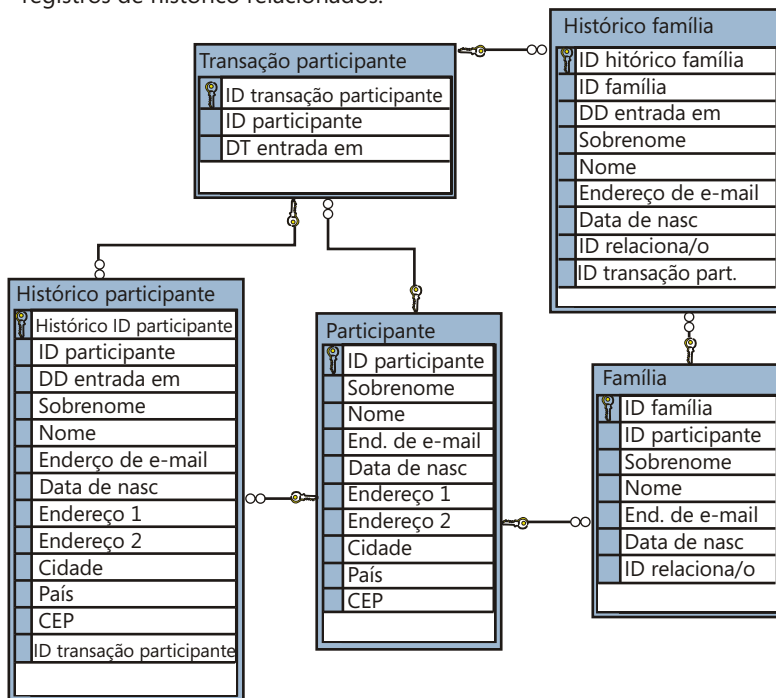 registros de histórico relacionados.
Transação participante
ID transação participante
ID participante
DT entrada em
Histórico família
ID hitórico família
ID família
DD entrada em
Sobrenome
Nome
Endereço de e-mail
Data de nasc
ID relaciona/o
ID transação part.
Histórico participante
Histórico ID participante
ID participante
DD entrada em
Sobrenome
Nome
Enderço de e-mail
Data de nasc
Endereço 1
Endereço 2
Cidade
País
CEP
ID transação participante
Participante
ID participante
Sobrenome
Nome
End. de e-mail
Data de nasc
Endereço 1
Endereço 2
Cidade
País
CEP
Família
ID família
ID participante
Sobrenome
Nome
End. de e-mail
Data de nasc
ID relaciona/o